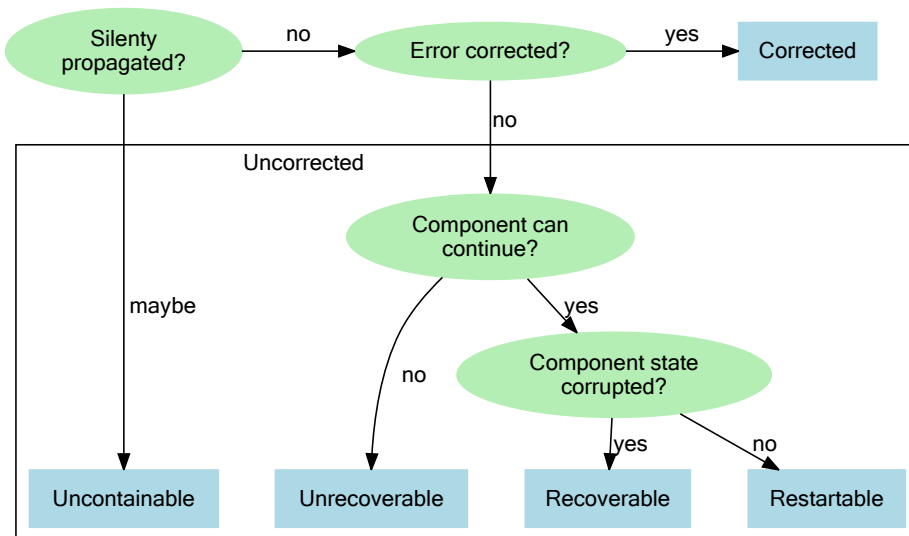 Silenty
propagated?
no
Error corrected?
yes
Corrected
no
Uncorrected
Component can
continue?
maybe
yes
no
Component state
corrupted?
yes
no
Uncontainable
Unrecoverable
Recoverable
Restartable